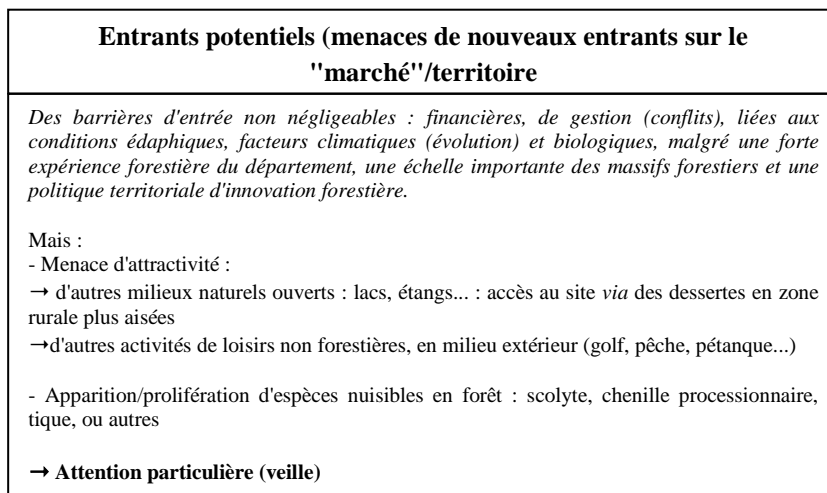 Entrants potentiels (menaces de nouveaux entrants sur le
"marché"/territoire
Des barrières d'entrée non négligeables : financières, de gestion (conflits), liées aux
conditions édaphiques, facteurs climatiques (évolution) et biologiques, malgré une forte
expérience forestière du département, une échelle importante des massifs forestiers et une
politique territoriale d'innovation forestière.
Mais :
- Menace d'attractivité :
→ d'autres milieux naturels ouverts : lacs, étangs... : accès au site via des dessertes en zone
rurale plus aisées
→d'autres activités de loisirs non forestières, en milieu extérieur (golf, pêche, pétanque...)
- Apparition/prolifération d'espèces nuisibles en forêt : scolyte, chenille processionnaire,
tique, ou autres
→ Attention particulière (veille)